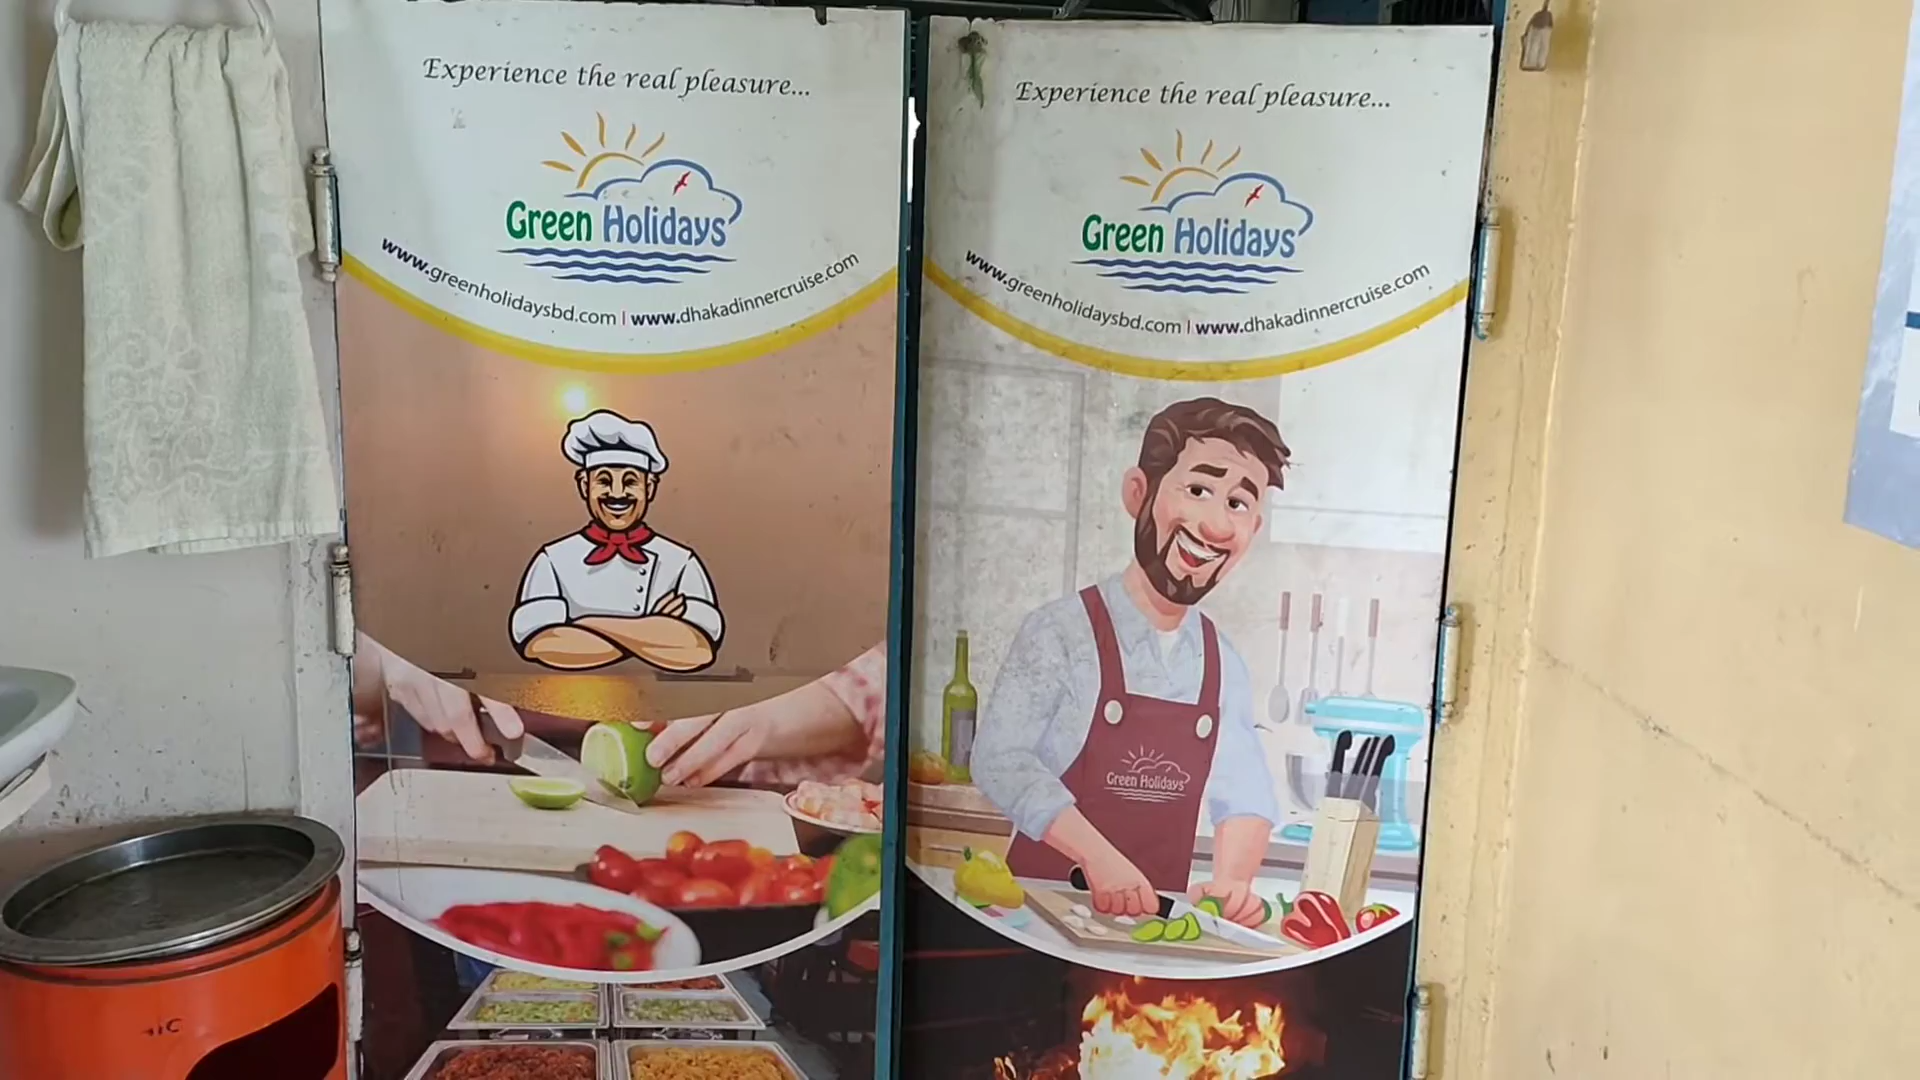 Experience the real pleasure...
Green Holidays
www.greenholidaysbd.com | www.dhakadinnercruise.com
Experience the real pleasure...
Green Holidays
www.greenholidaysbd.com | www.dhakadinnercruise.com
Green Holidays